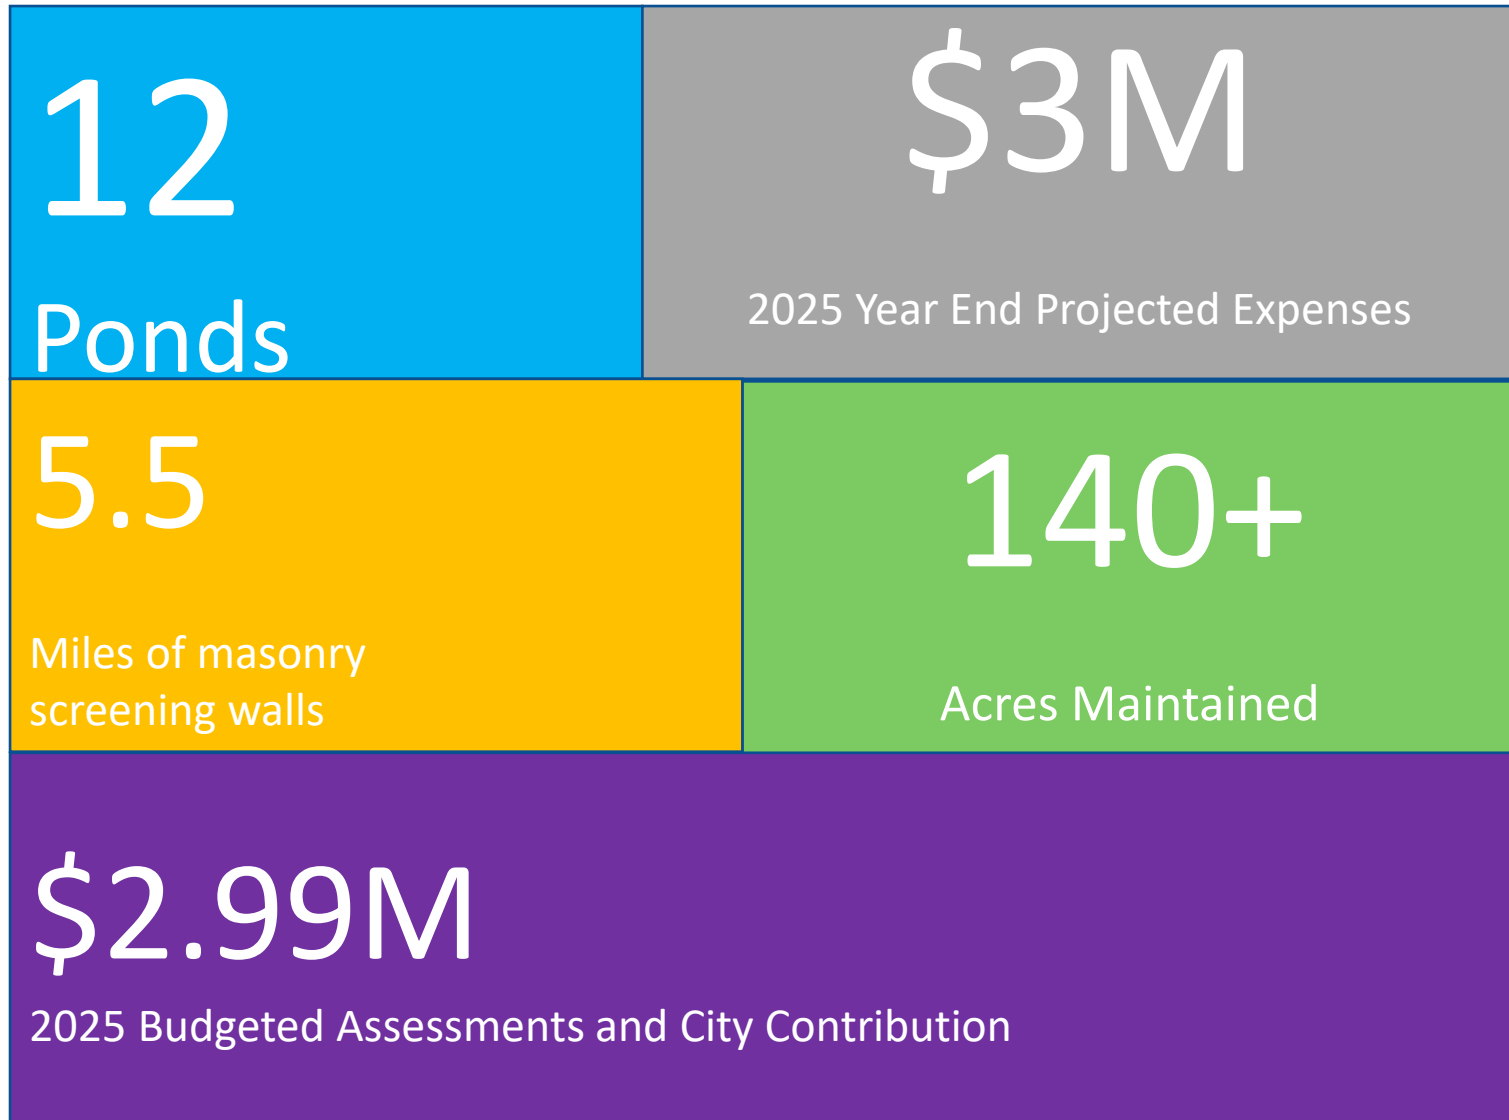 12
Ponds
$3M
2025 Year End Projected Expenses
5.5
Miles of masonry
screening walls
140+
Acres Maintained
$2.99M
2025 Budgeted Assessments and City Contribution